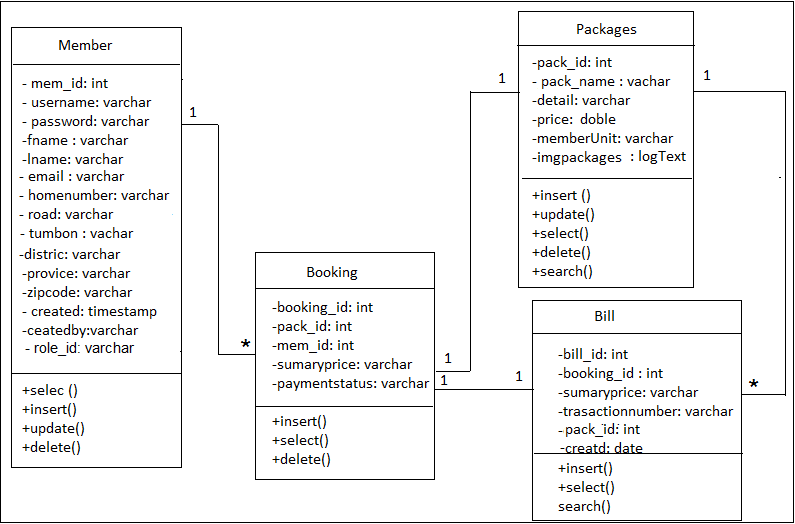 Member
- mem_id: int
- username: varchar
- password: varchar
-fname : varchar
-lname: varchar
- email : varchar
- homenumber: varchar
- road: varchar
- tumbon : vachar
-distric: varchar
-provice: varchar
-zipcode: varchar
- created: timestamp
-ceatedby:varchar
- role_id: varchar
+selec ()
+insert()
+update()
+delete()
1
*
Booking
-booking_id: int
-pack_id: int
-mem_id: int
-sumaryprice: varchar
-paymentstatus: varchar
+insert()
+select()
+delete()
1
1
1
1
Packages
-pack_id: int
- pack_name : vachar
-detail: varchar
-price: doble
-memberUnit: varchar
-imgpackages : logText
+insert ()
+update()
+select()
+delete()
+search()
1
*
Bill
-bill_id: int
-booking_id : int
-sumaryprice: varchar
-trasactionnumber: varchar
-pack_id: int
-creatd: date
+insert()
+select()
search()